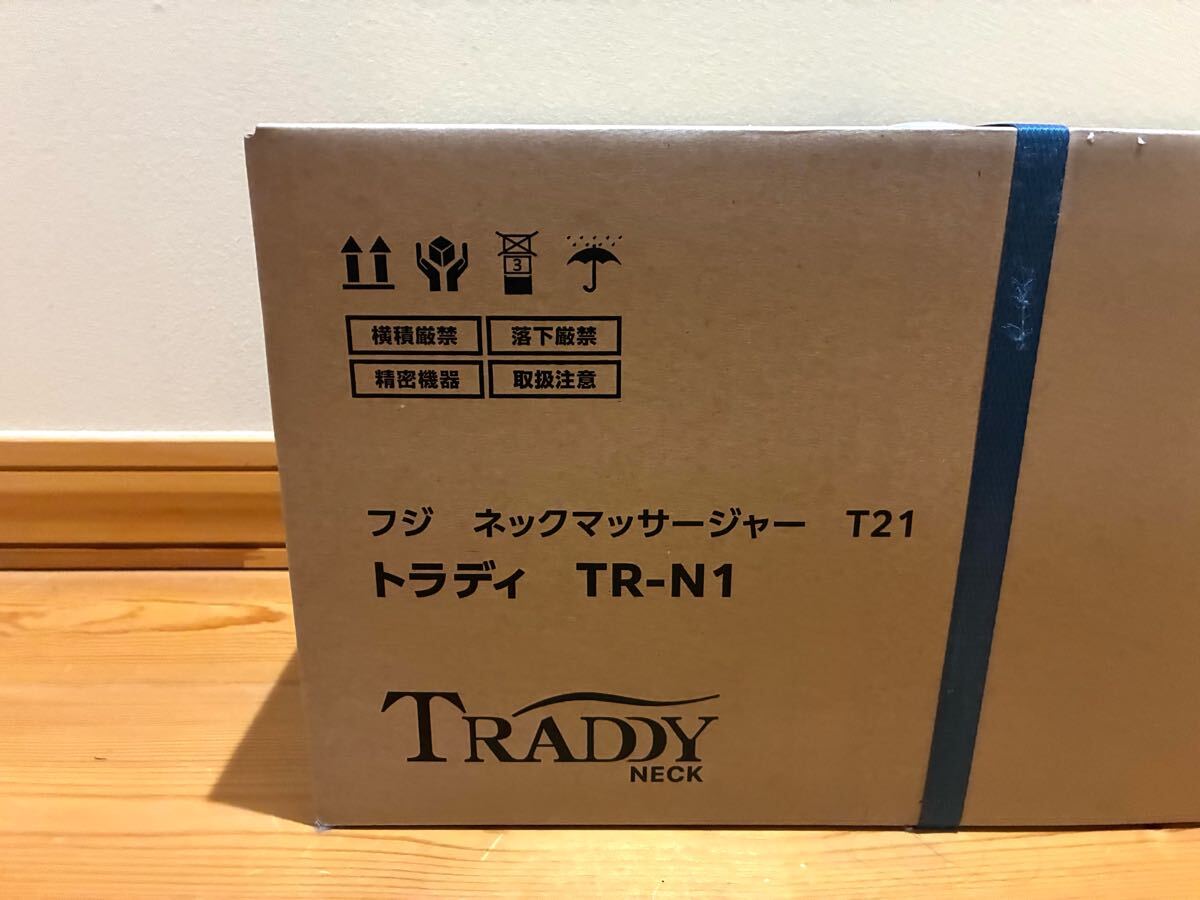 3
横積厳禁 落下厳禁
精密機器 取扱注意
フジ ネックマッサージャー T21
トラディ TR-N1
TRADDY
NECK